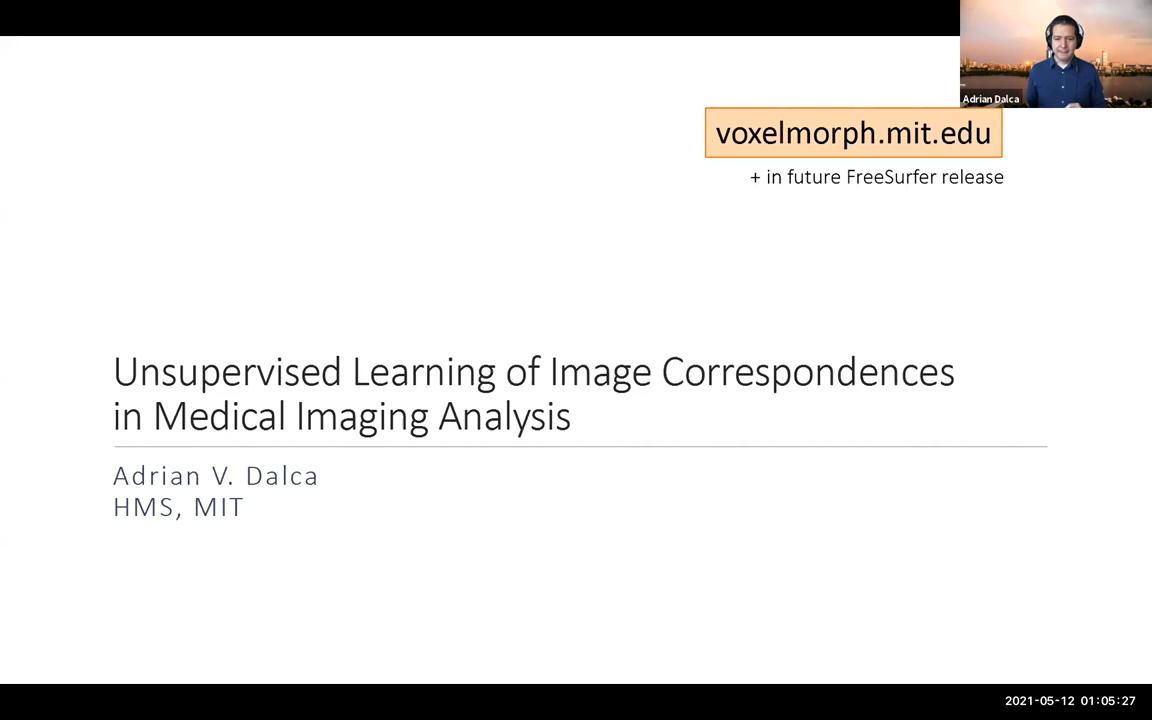 Adrian Dalca
voxelmorph.mit.edu
+ in future FreeSurfer release
Unsupervised Learning of Image Correspondences
in Medical Imaging Analysis
Adrian V. Dalca
HMS, MIT
2021-05-12 01:05:27